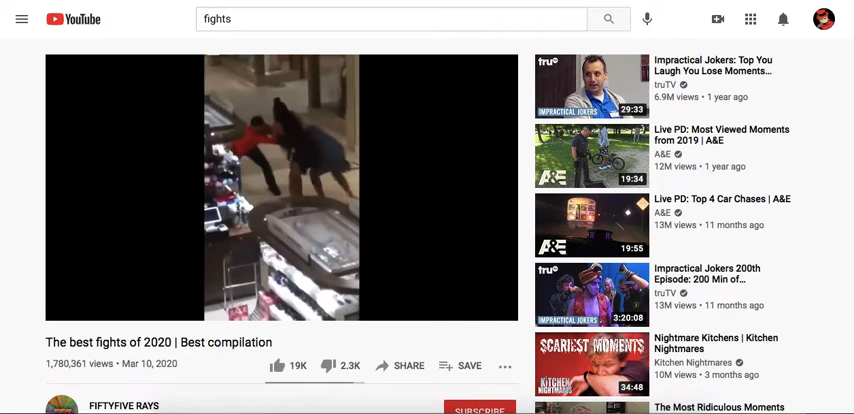 YouTube
fights
The best fights of 2020 | Best compilation
1,780,361 views • Mar 10, 2020
19K
2.3K
SHARE
SAVE
FIFTYFIVE RAYS
SUBSCRIBE
tru
IMPRACTICAL JOKERS
29:33
Impractical Jokers: Top You
Laugh You Lose Moments...
truTV
6.9M views • 1 year ago
A&E
19:34
Live PD: Most Viewed Moments
from 2019 | A&E
A&E
12M views • 1 year ago
A&E
19:55
Live PD: Top 4 Car Chases | A&E
A&E
13M views • 11 months ago
tru
IMPRACTICAL JOKERS
3:20:08
Impractical Jokers 200th
Episode: 200 Min of...
truTV
13M views • 11 months ago
SCARIEST MOMENTS
KITCHEN
NIGHTMARES
34:48
Nightmare Kitchens | Kitchen
Nightmares
Kitchen Nightmares
10M views • 3 months ago
The Most Ridiculous Moments